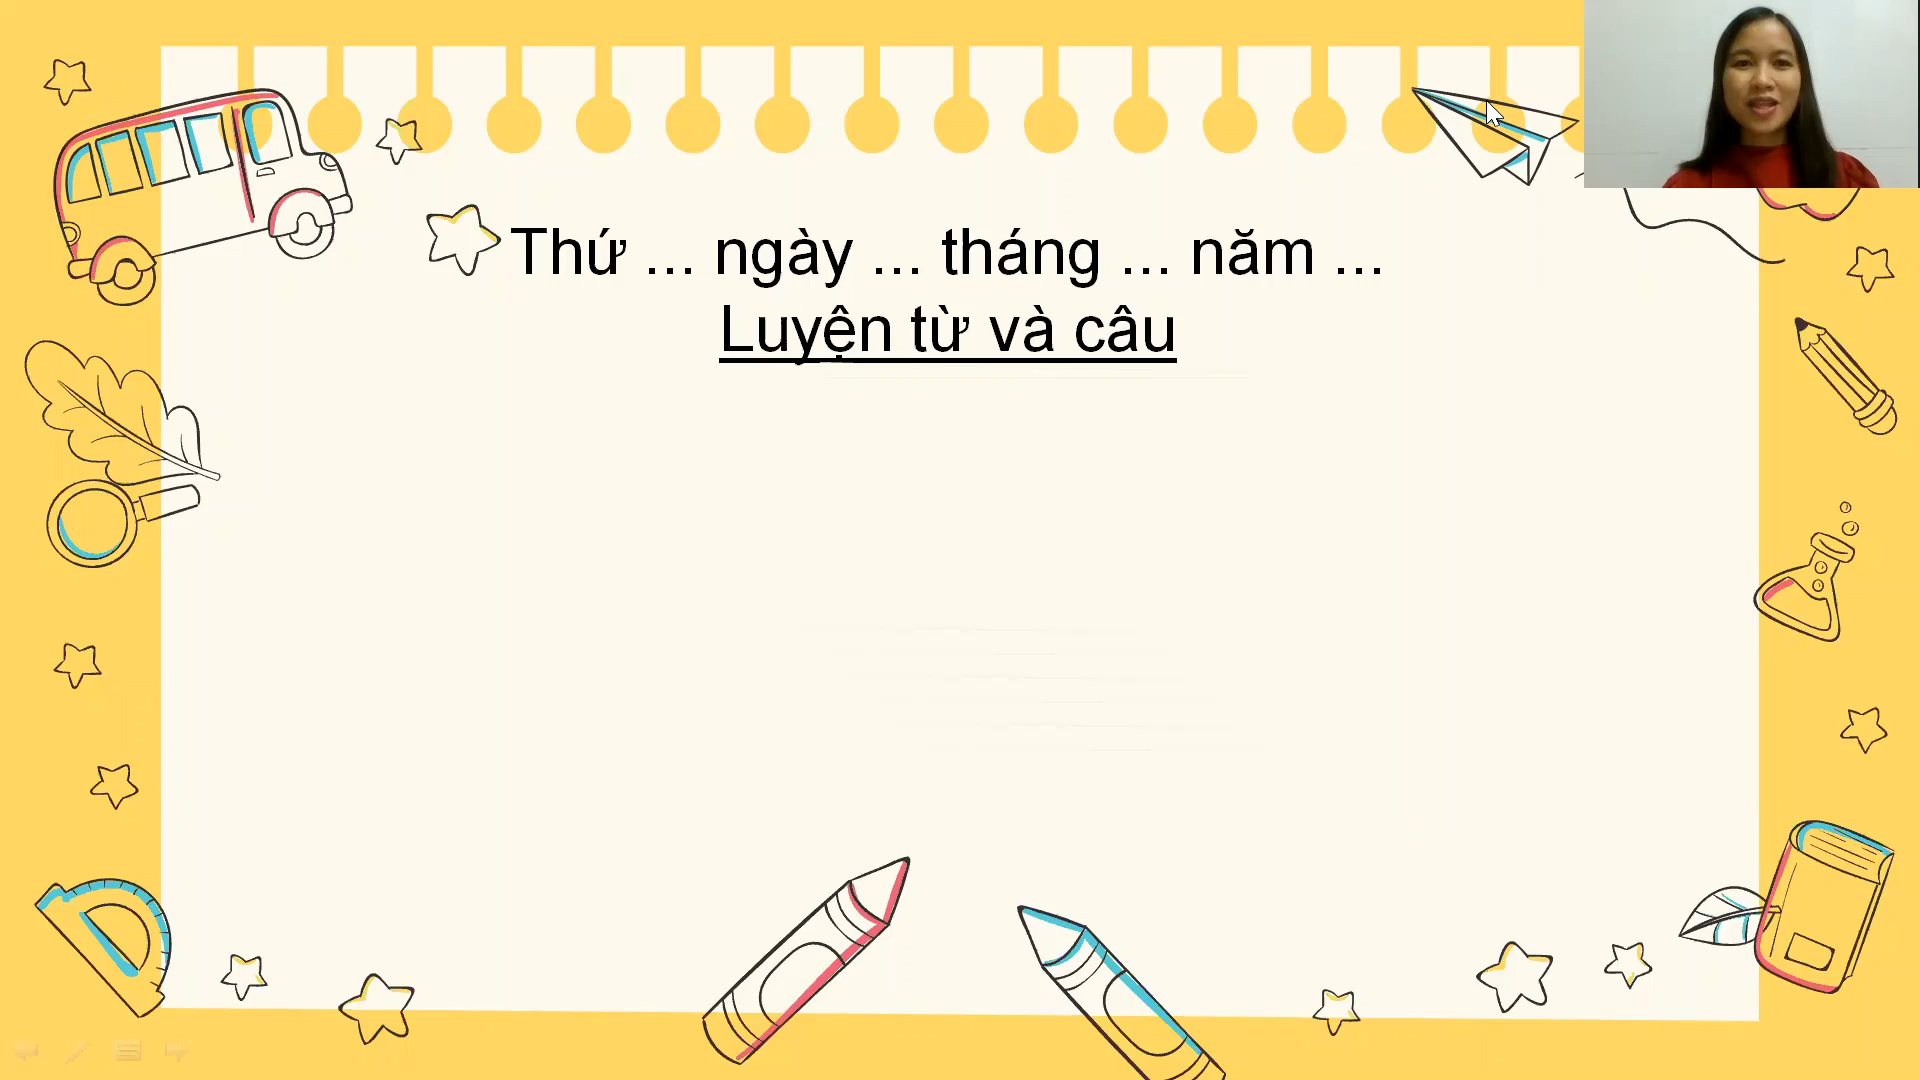 Thứ ... ngày ... tháng ... năm ...
Luyện từ và câu